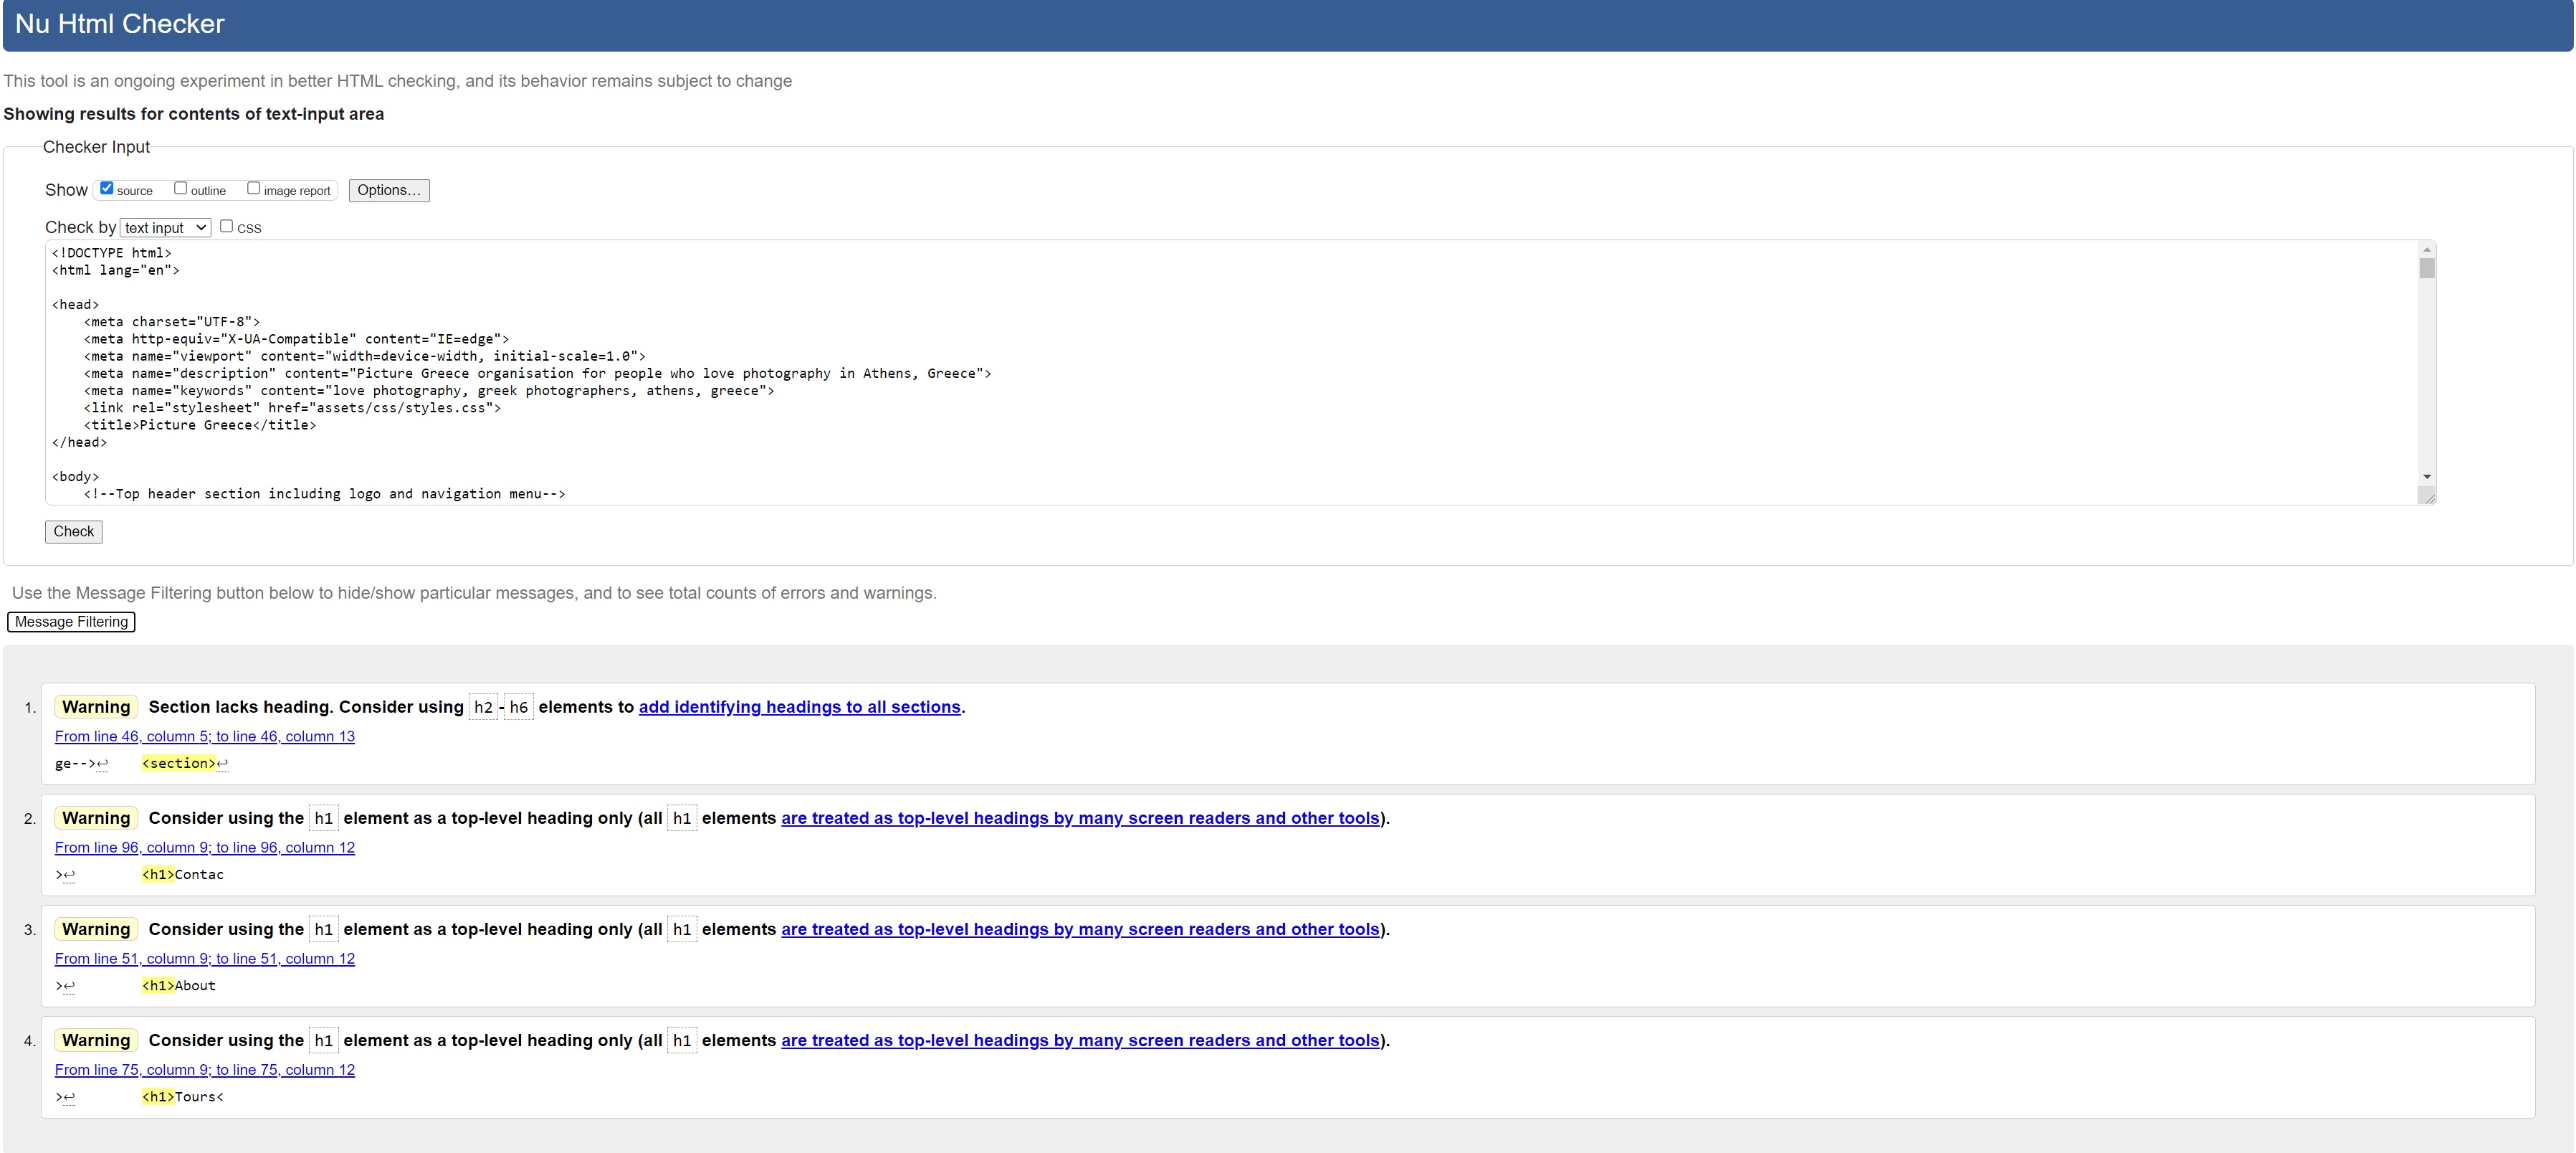 Nu Html Checker
This tool is an ongoing experiment in better HTML checking, and its behavior remains subject to change
Showing results for contents of text-input area
Checker Input
Show source outline image report Options…
Check by text input CSS
<!DOCTYPE html>
<html lang="en">
<head>
<meta charset="UTF-8">
<meta http-equiv="X-UA-Compatible" content="IE=edge">
<meta name="viewport" content="width=device-width, initial-scale=1.0">
<meta name="description" content="Picture Greece organisation for people who love photography in Athens, Greece">
<meta name="keywords" content="love photography, greek photographers, athens, greece">
<link rel="stylesheet" href="assets/css/styles.css">
<title>Picture Greece</title>
</head>
<body>
<!--Top header section including logo and navigation menu-->
Check
Use the Message Filtering button below to hide/show particular messages, and to see total counts of errors and warnings.
Message Filtering
1. Warning Section lacks heading. Consider using h2-h6 elements to add identifying headings to all sections.
From line 46, column 5; to line 46, column 13
ge-->↩ <section>↩
2. Warning Consider using the h1 element as a top-level heading only (all h1 elements are treated as top-level headings by many screen readers and other tools).
From line 96, column 9; to line 96, column 12
>↩ <h1>Contac
3. Warning Consider using the h1 element as a top-level heading only (all h1 elements are treated as top-level headings by many screen readers and other tools).
From line 51, column 9; to line 51, column 12
>↩ <h1>About
4. Warning Consider using the h1 element as a top-level heading only (all h1 elements are treated as top-level headings by many screen readers and other tools).
From line 75, column 9; to line 75, column 12
>↩ <h1>Tours<